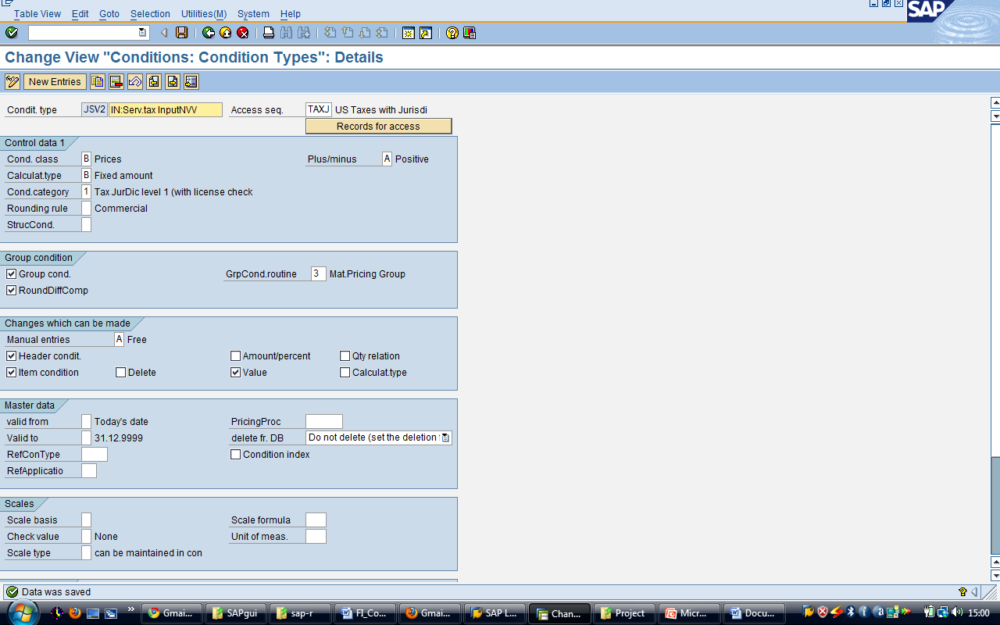 Table View Edit Goto Selection Utilities(M) System Help
SAP
Change View "Conditions: Condition Types": Details
New Entries
Condit. type JSV2 IN:Serv.tax InputNVV Access seq. TAXJ US Taxes with Jurisdi
Records for access
Control data 1
Cond. class B Prices Plus/minus A Positive
Calculat.type B Fixed amount
Cond.category 1 Tax JurDic level 1 (with license check
Rounding rule Commercial
StrucCond.
Group condition
Group cond. GrpCond.routine 3 Mat.Pricing Group
RoundDiffComp
Changes which can be made
Manual entries A Free
Header condit. Amount/percent Qty relation
Item condition Delete Value Calculat.type
Master data
valid from Today's date PricingProc
Valid to 31.12.9999 delete fr. DB Do not delete (set the deletion
RefConType Condition index
RefApplicatio
Scales
Scale basis Scale formula
Check value None Unit of meas.
Scale type can be maintained in con
Data was saved
Gmai... SAPgui sap-r FI_Co... Gmai... SAP L... Chan... Project Micr... Docu... 15:00